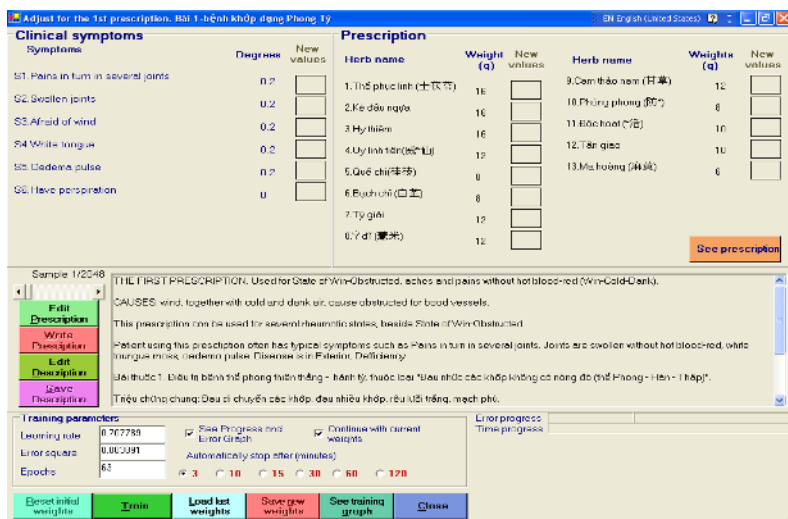 Adjust for the 1st prescription. Bài 1-bệnh khớp dạng Phong Tý
EN English (United States)
Clinical symptoms
Symptoms
Degrees
New values
S1.Pains in turn in several joints 0.2
S2.Swollen joints 0.2
S3.Afraid of wind 0.2
S4.White tongue 0.2
S5.Oedema pulse 0.2
S6.Have perspiration 0
Prescription
Herb name
Weight (g)
New values
1.Thổ phục linh 16
2.Ké đầu ngựa 16
3.Hy thiêm 16
4.Uy linh tiên 12
5.Quế chi(桂枝) 8
6.Bạch chỉ (白芷) 8
7.Tỳ giải 12
8.Ý dĩ 12
Herb name
Weights (g)
New values
9.Cam thảo nam (甘草) 12
10.Phòng phong 8
11.Độc hoạt 10
12.Tần giao 10
13.Ma hoàng 6
See prescription
Sample 1/2048
Edit Prescription
Write Prescription
Edit Description
Save Description
THE FIRST PRESCRIPTION. Used for State of Win-Obstructed, aches and pains without hot blood-red (Win-Cold-Dank).
CAUSES: wind, together with cold and dank air, cause obstructed for bood vessels.
This prescription can be used for several rheumatic states, beside State of Win-Obstructed
Patient using this prescription often has typical symptoms such as Pains in turn in several joints, Joints are swollen without hot blood-red, white
toungue moss, oedema pulse. Disease is in Exterior, Defficiency
Bài thuốc 1. Điều trị bệnh thể phong thiên thắng - hành tý, thuộc loại "Đau nhức các khớp không có nóng đỏ (thể Phong - Hàn - Thấp)".
Triệu chứng chung: Đau di chuyển các khớp, đau nhiều khớp, rêu lưỡi trắng, mạch phù.
Training parameters
Learning rate 0.707789
Error square 0.003091
Epochs 63
See Progress and Error Graph
Continue with current weights
Automatically stop after (minutes)
3 10 15 30 60 120
Error progress
Time progress
Reset initial weights
Train
Load last weights
Save new weights
See training graph
Close